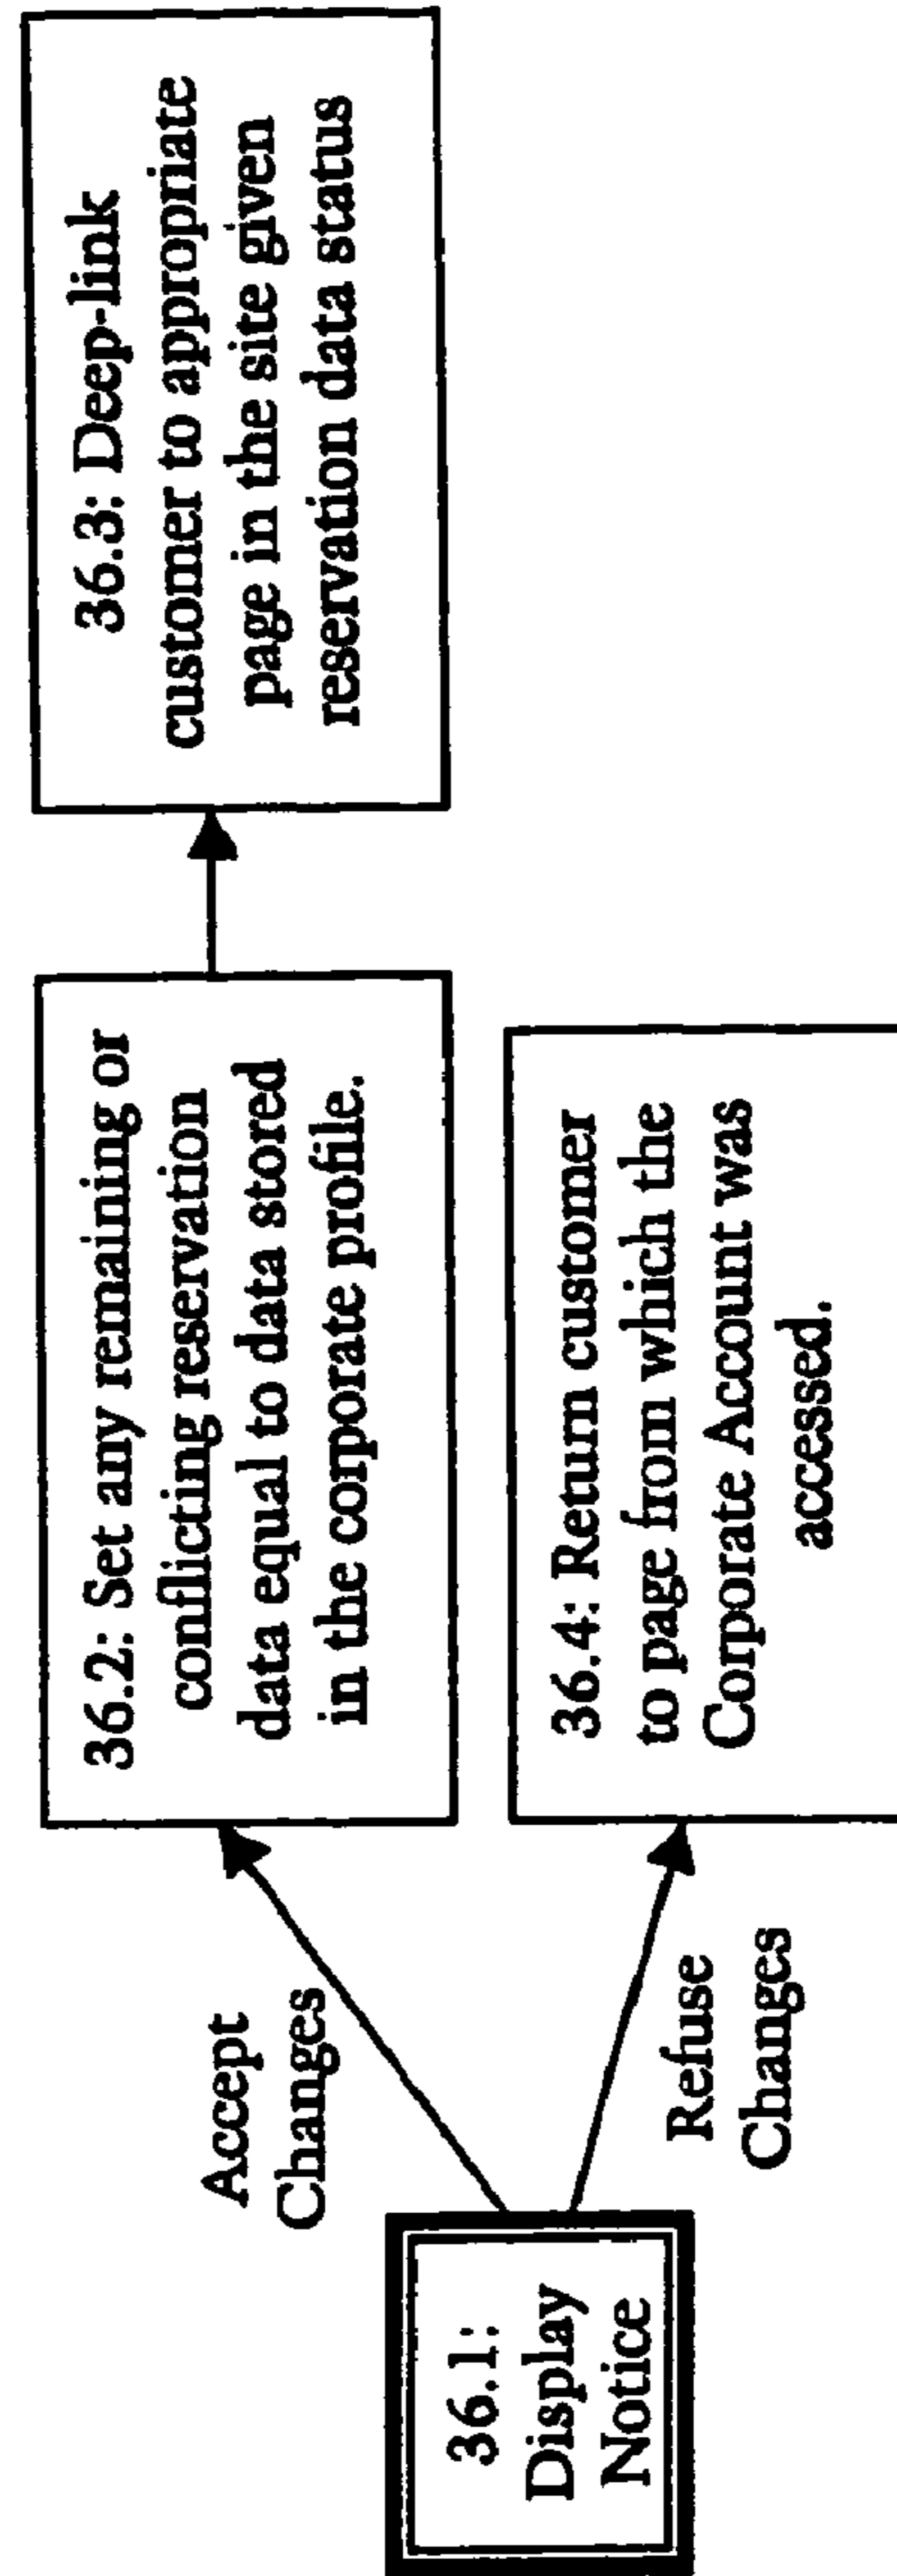 36.1:
Display
Notice
Accept
Changes
Refuse
Changes
36.2: Set any remaining or
conflicting reservation
data equal to data stored
in the corporate profile.
36.4: Return customer
to page from which the
Corporate Account was
accessed.
36.3: Deep-link
customer to appropriate
page in the site given
reservation data status